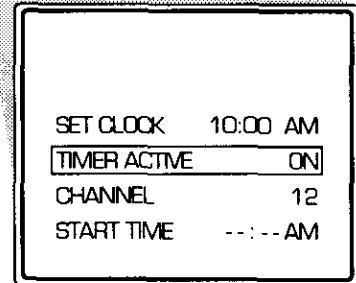 SET CLOCK 10:00 AM
TIMER ACTIVE ON
CHANNEL 12
START TIME --:-- AM